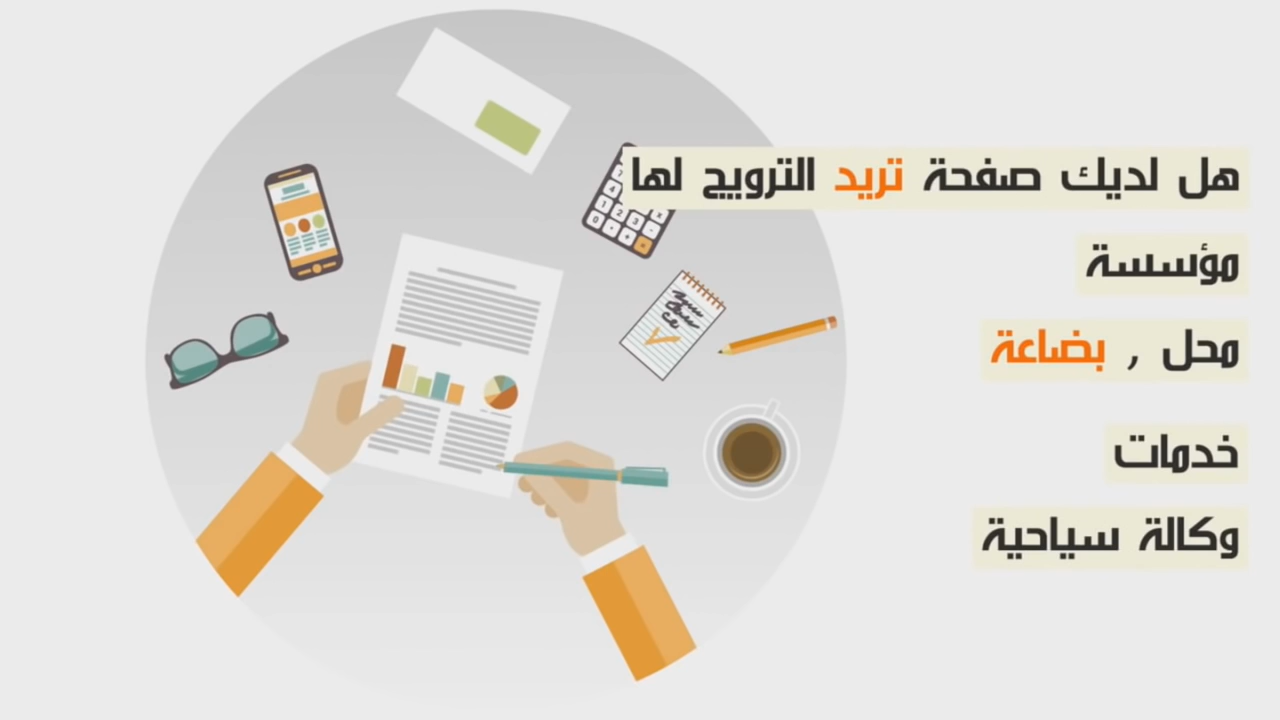 هل لديك صفحة تريد الترويج لها
مؤسسة
محل , بضاعة
خدمات
وكالة سياحية